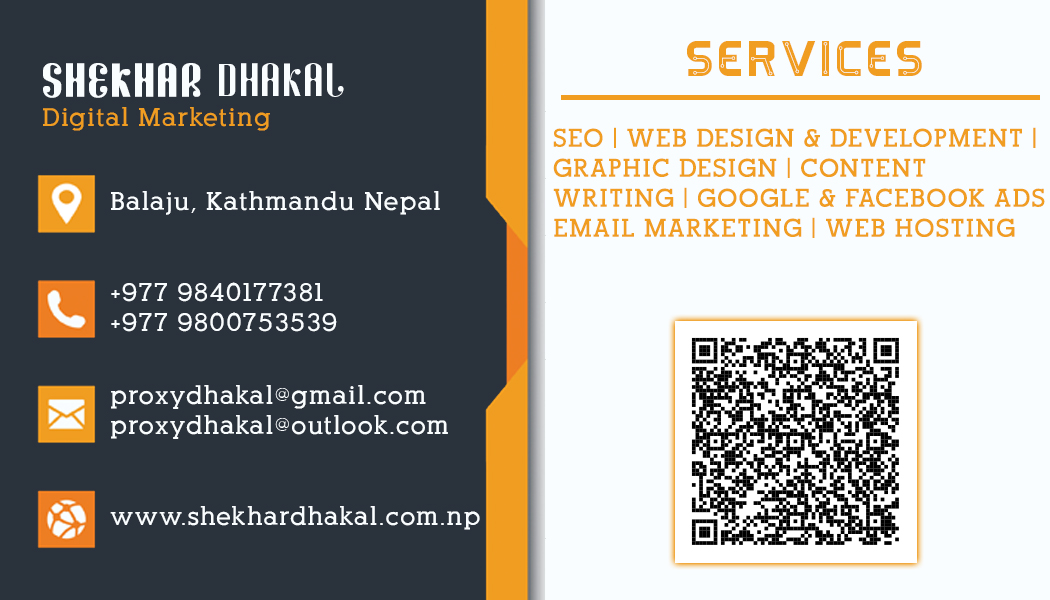 SHEKHAR DHAKAL
Digital Marketing
Balaju, Kathmandu Nepal
+977 9840177381
+977 9800753539
proxydhakal@gmail.com
proxydhakal@outlook.com
www.shekhardhakal.com.np
SERVICES
SEO | WEB DESIGN & DEVELOPMENT |
GRAPHIC DESIGN | CONTENT
WRITING | GOOGLE & FACEBOOK ADS
EMAIL MARKETING | WEB HOSTING